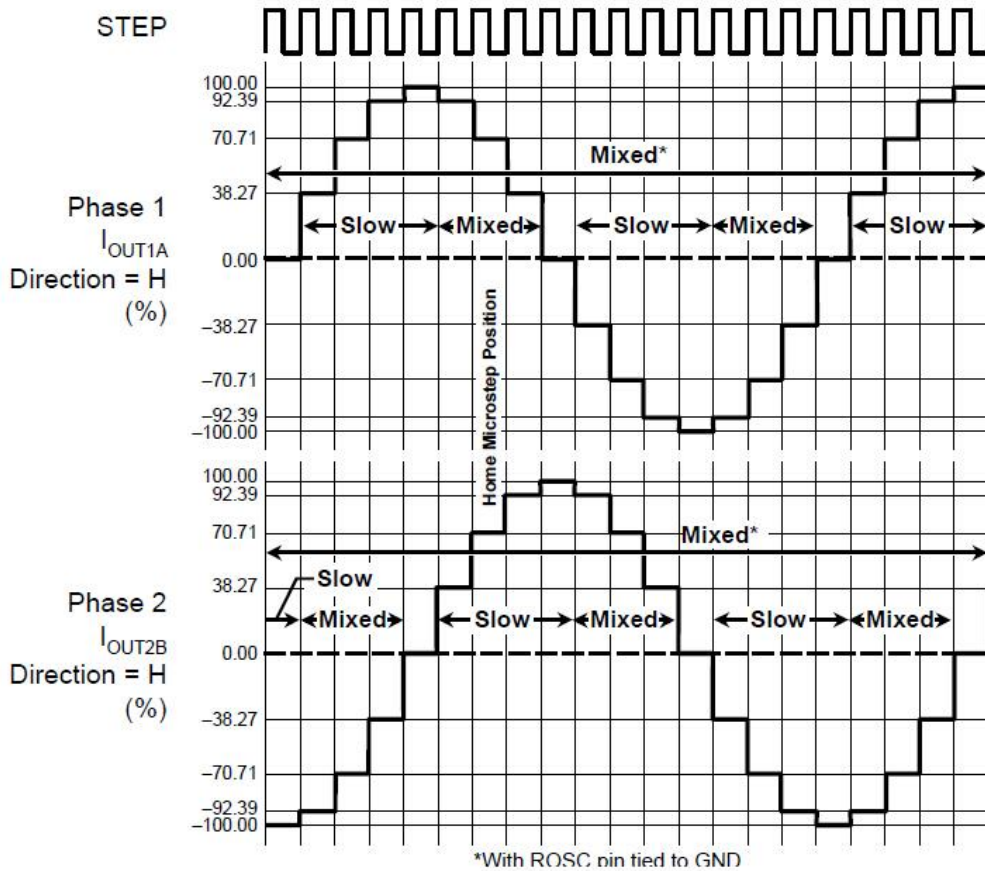 STEP
100.00
92.39
70.71
Mixed*
38.27
Phase 1
Slow
Mixed
Slow
Mixed
Slow
IOUT1A
0.00
Direction = H
(%)
–38.27
Home Microstep Position
–70.71
–92.39
–100.00
100.00
92.39
70.71
Mixed*
38.27
Slow
Phase 2
Mixed
Slow
Mixed
Slow
Mixed
IOUT2B
0.00
Direction = H
(%)
–38.27
–70.71
–92.39
–100.00
*With ROSC pin tied to GND